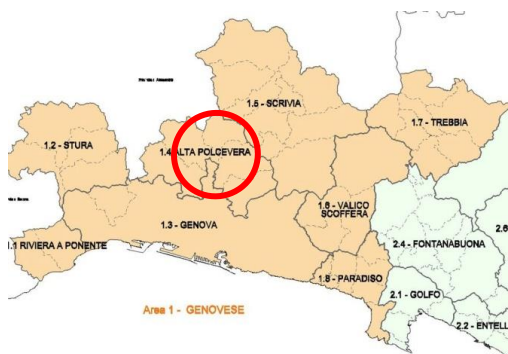 1.5 - SCRIVIA
1.7 - TREBBIA
1.2 - STURA
1.4 ALTA POLCEVERA
1.6 - VALICO
SCOFFERA
1.3 - GENOVA
1.1 RIVIERA A PONENTE
2.4 - FONTANABUONA
2.6
1.8 - PARADISO
2.1 - GOLFO
Area 1 - GENOVESE
2.2 - ENTELL